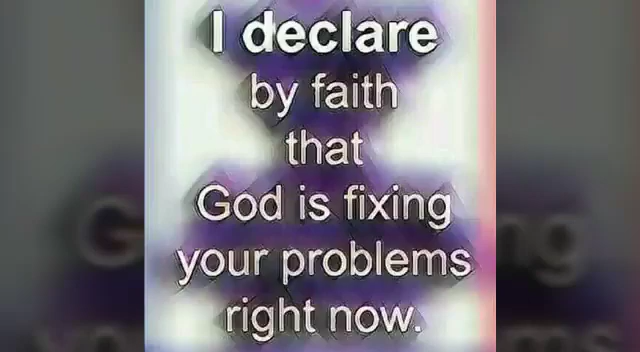 I declare
by faith
that
God is fixing
your problems
right now.